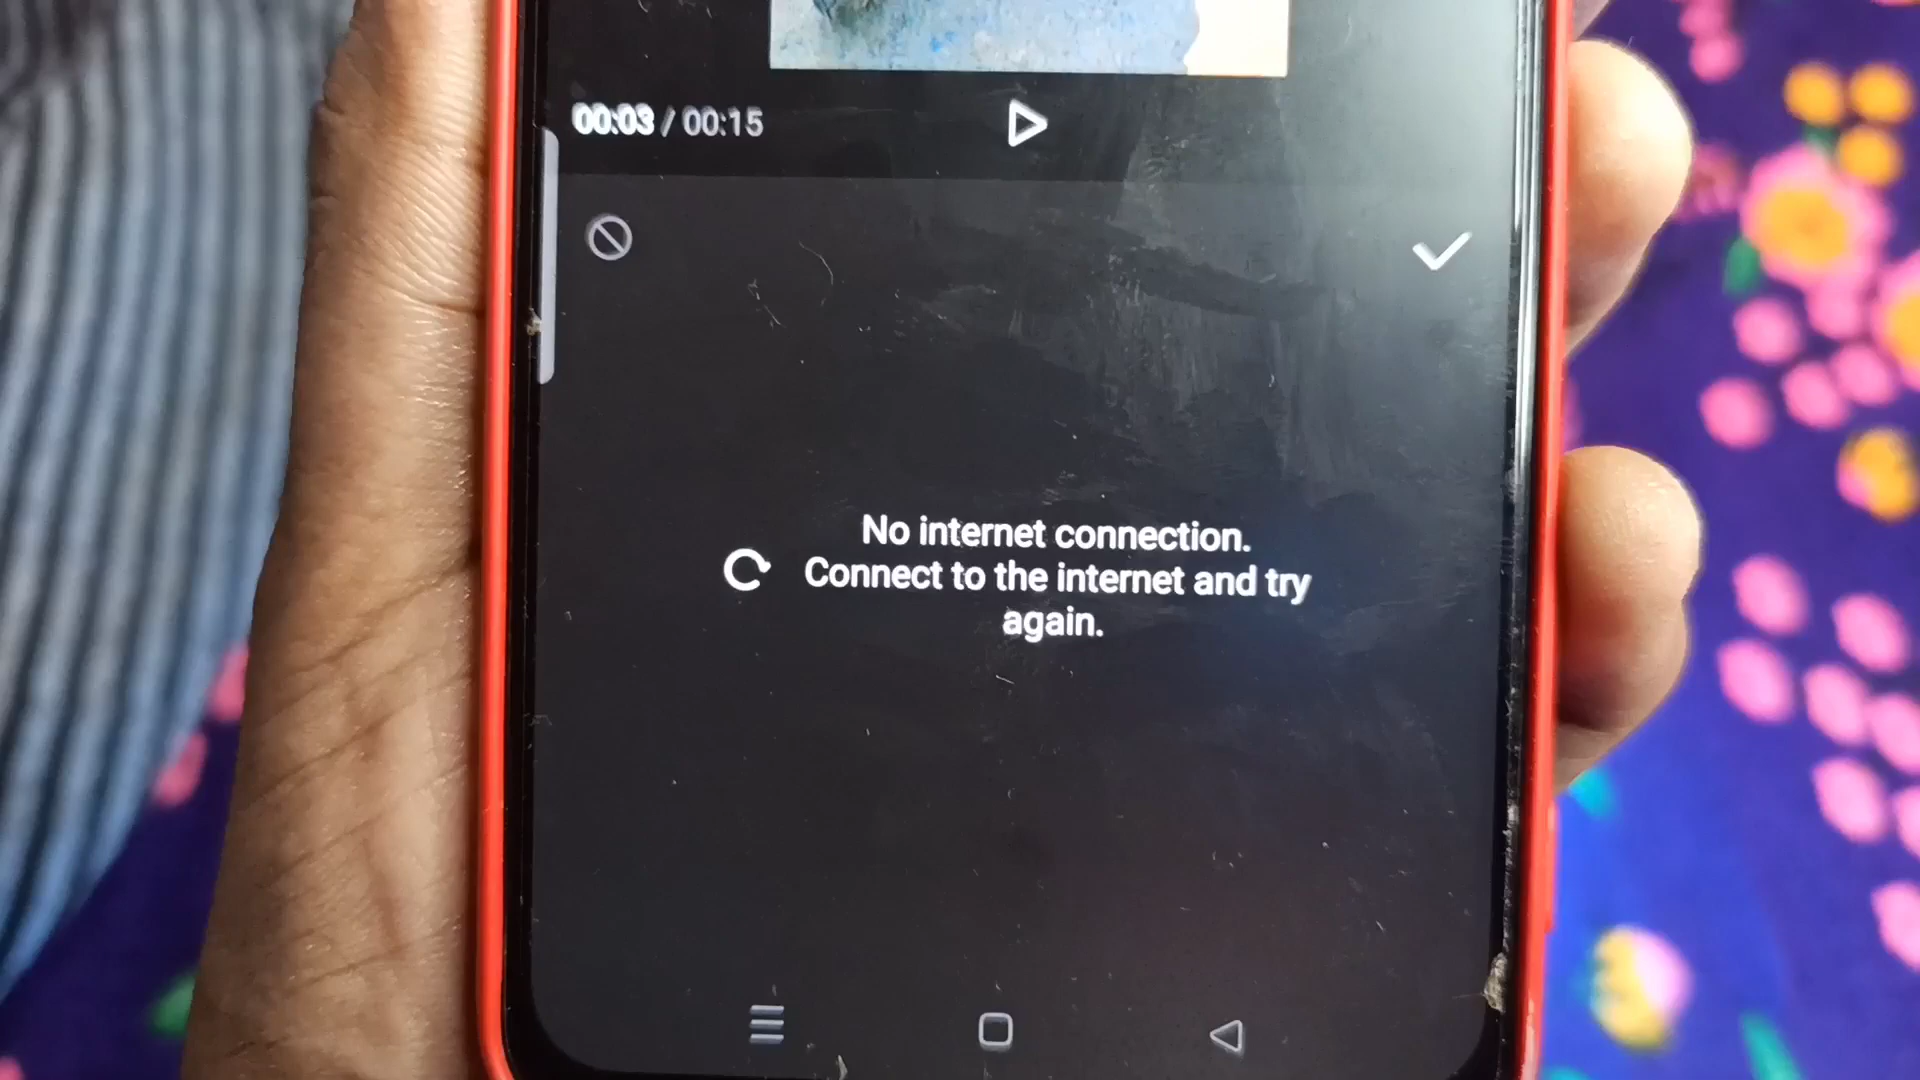 00:03 / 00:15
No internet connection.
Connect to the internet and try
again.